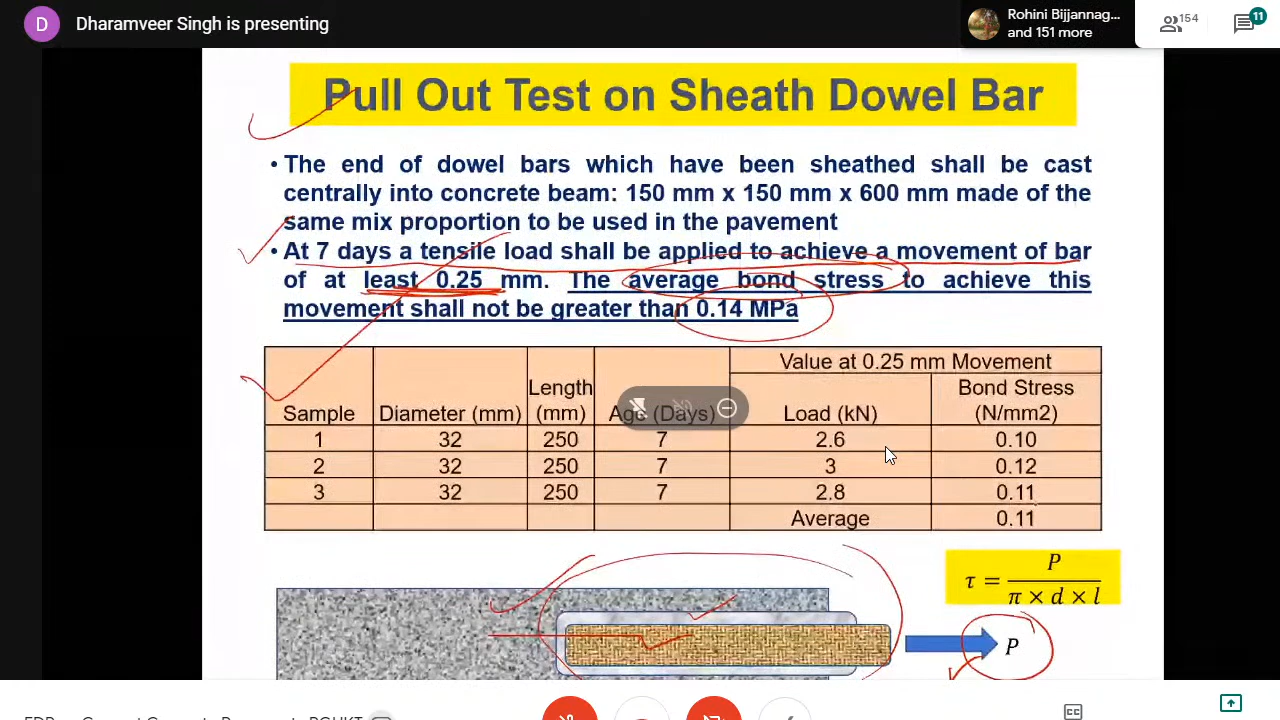 D Dharamveer Singh is presenting
Rohini Bijjannag...
and 151 more
154
11
Pull Out Test on Sheath Dowel Bar
• The end of dowel bars which have been sheathed shall be cast
centrally into concrete beam: 150 mm x 150 mm x 600 mm made of the
same mix proportion to be used in the pavement
• At 7 days a tensile load shall be applied to achieve a movement of bar
of at least 0.25 mm. The average bond stress to achieve this
movement shall not be greater than 0.14 MPa
Value at 0.25 mm Movement
Sample Diameter (mm) Length (mm) Age (Days) Load (kN) Bond Stress (N/mm2)
1 32 250 7 2.6 0.10
2 32 250 7 3 0.12
3 32 250 7 2.8 0.11
Average 0.11
τ = P / π × d × l
P
CC